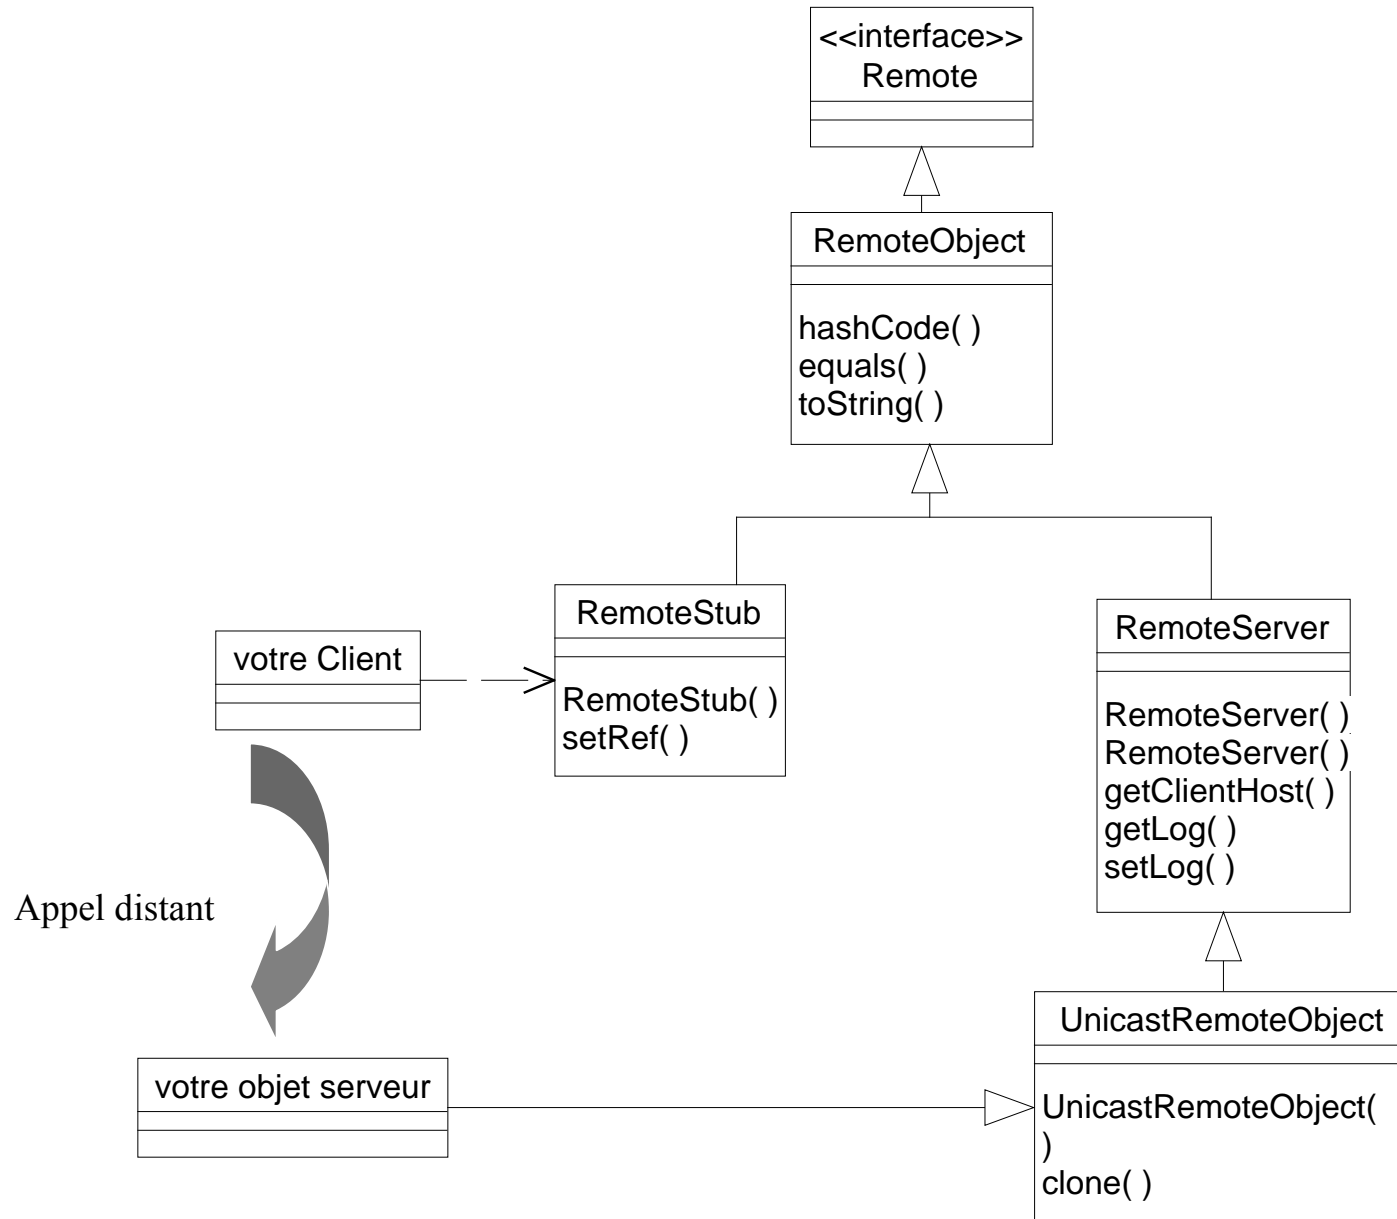 <<interface>>
Remote
RemoteObject
hashCode( )
equals( )
toString( )
RemoteStub
RemoteStub( )
setRef( )
votre Client
RemoteServer
RemoteServer( )
RemoteServer( )
getClientHost( )
getLog( )
setLog( )
Appel distant
UnicastRemoteObject
UnicastRemoteObject(
)
clone( )
votre objet serveur